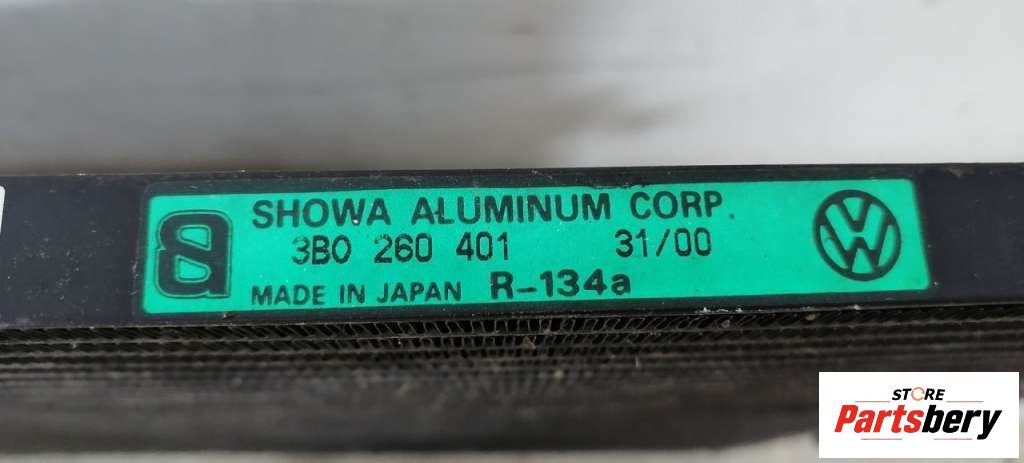 SHOWA ALUMINUM CORP.
3B0 260 401 31/00
MADE IN JAPAN R-134a
STORE
Partsbery